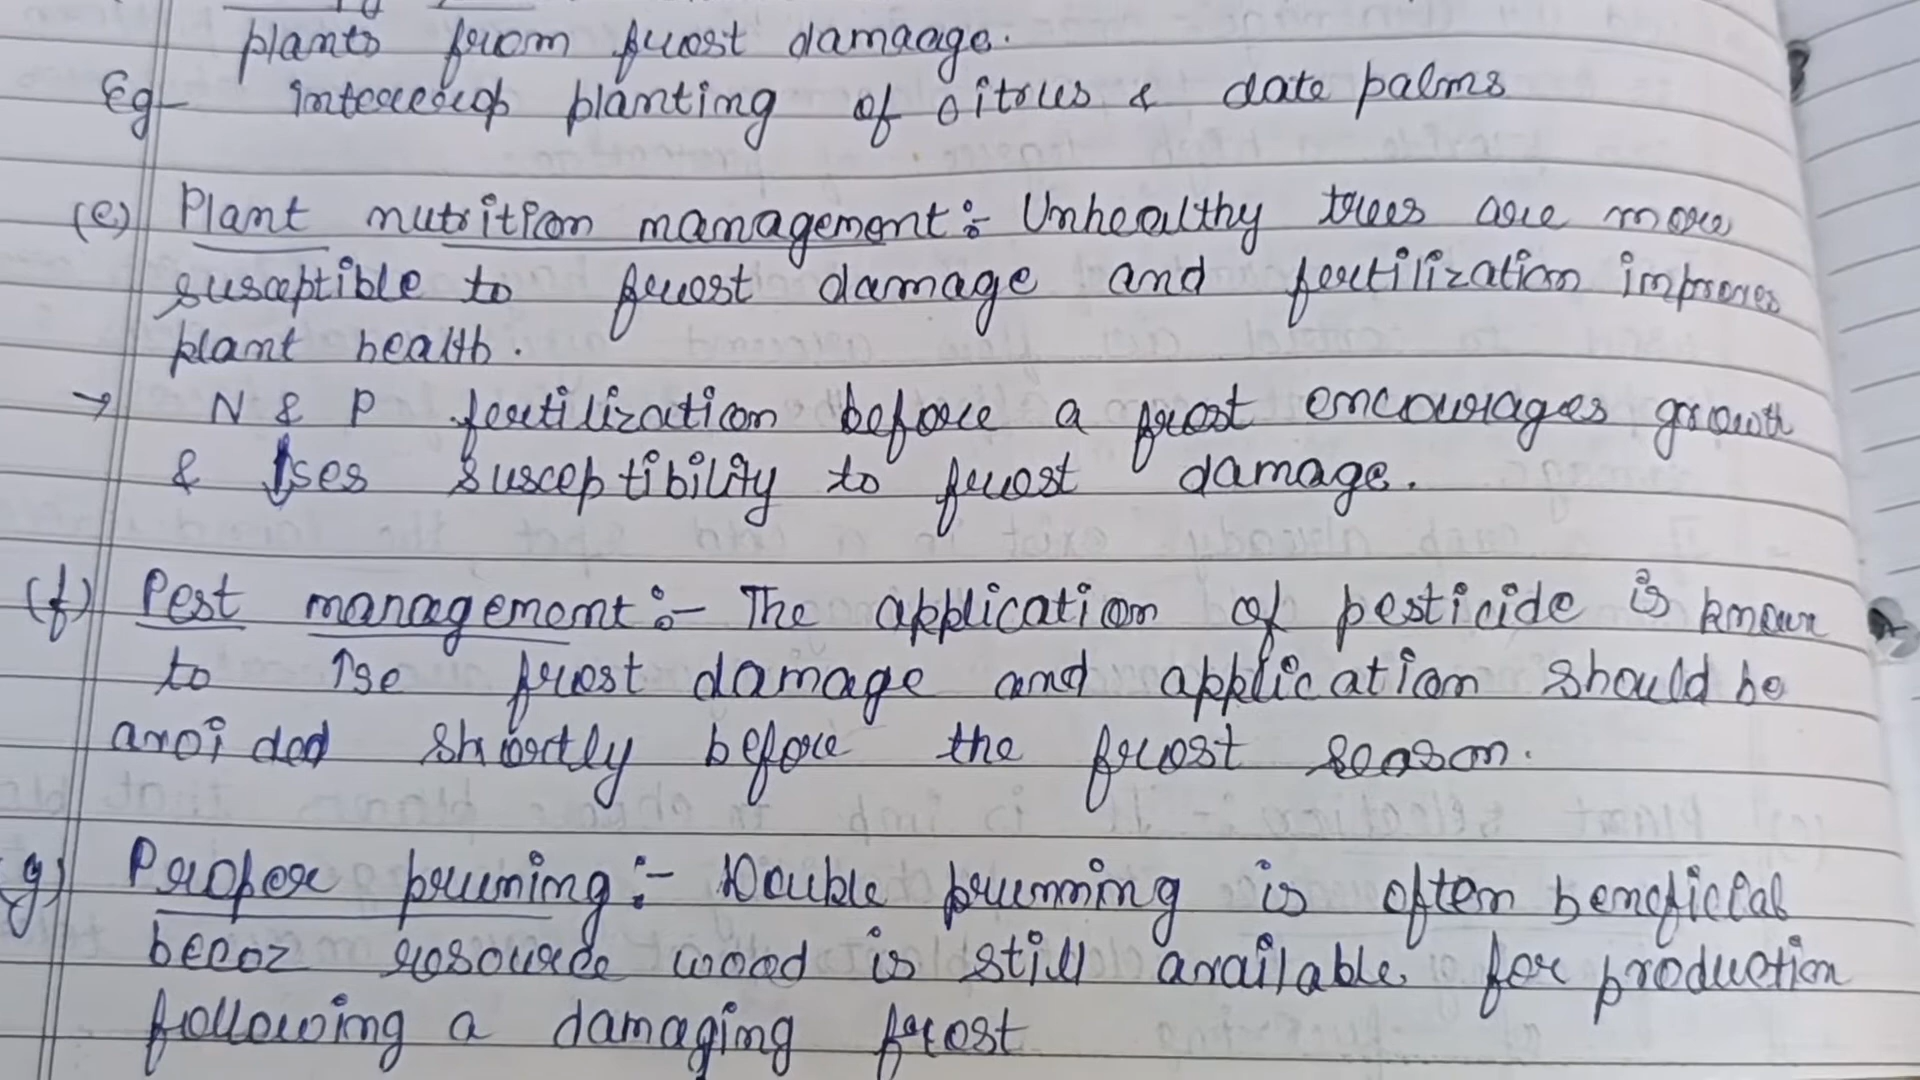 plants from frost damaage.
Eg- intercrop planting of citrus & date palms
(e) Plant nutrition management:- Unhealthy trees are more
susceptible to frost damage and fertilization improves
plant health.
→ N & P fertilization before a frost encourages growth
& ↑ses susceptibility to frost damage.
(f) Pest management:- The application of pesticide is known
to ↑se frost damage and application should be
avoided shortly before the frost season.
g) Proper pruning:- Double prunning is often beneficial
becoz resource wood is still available for production
following a damaging frost